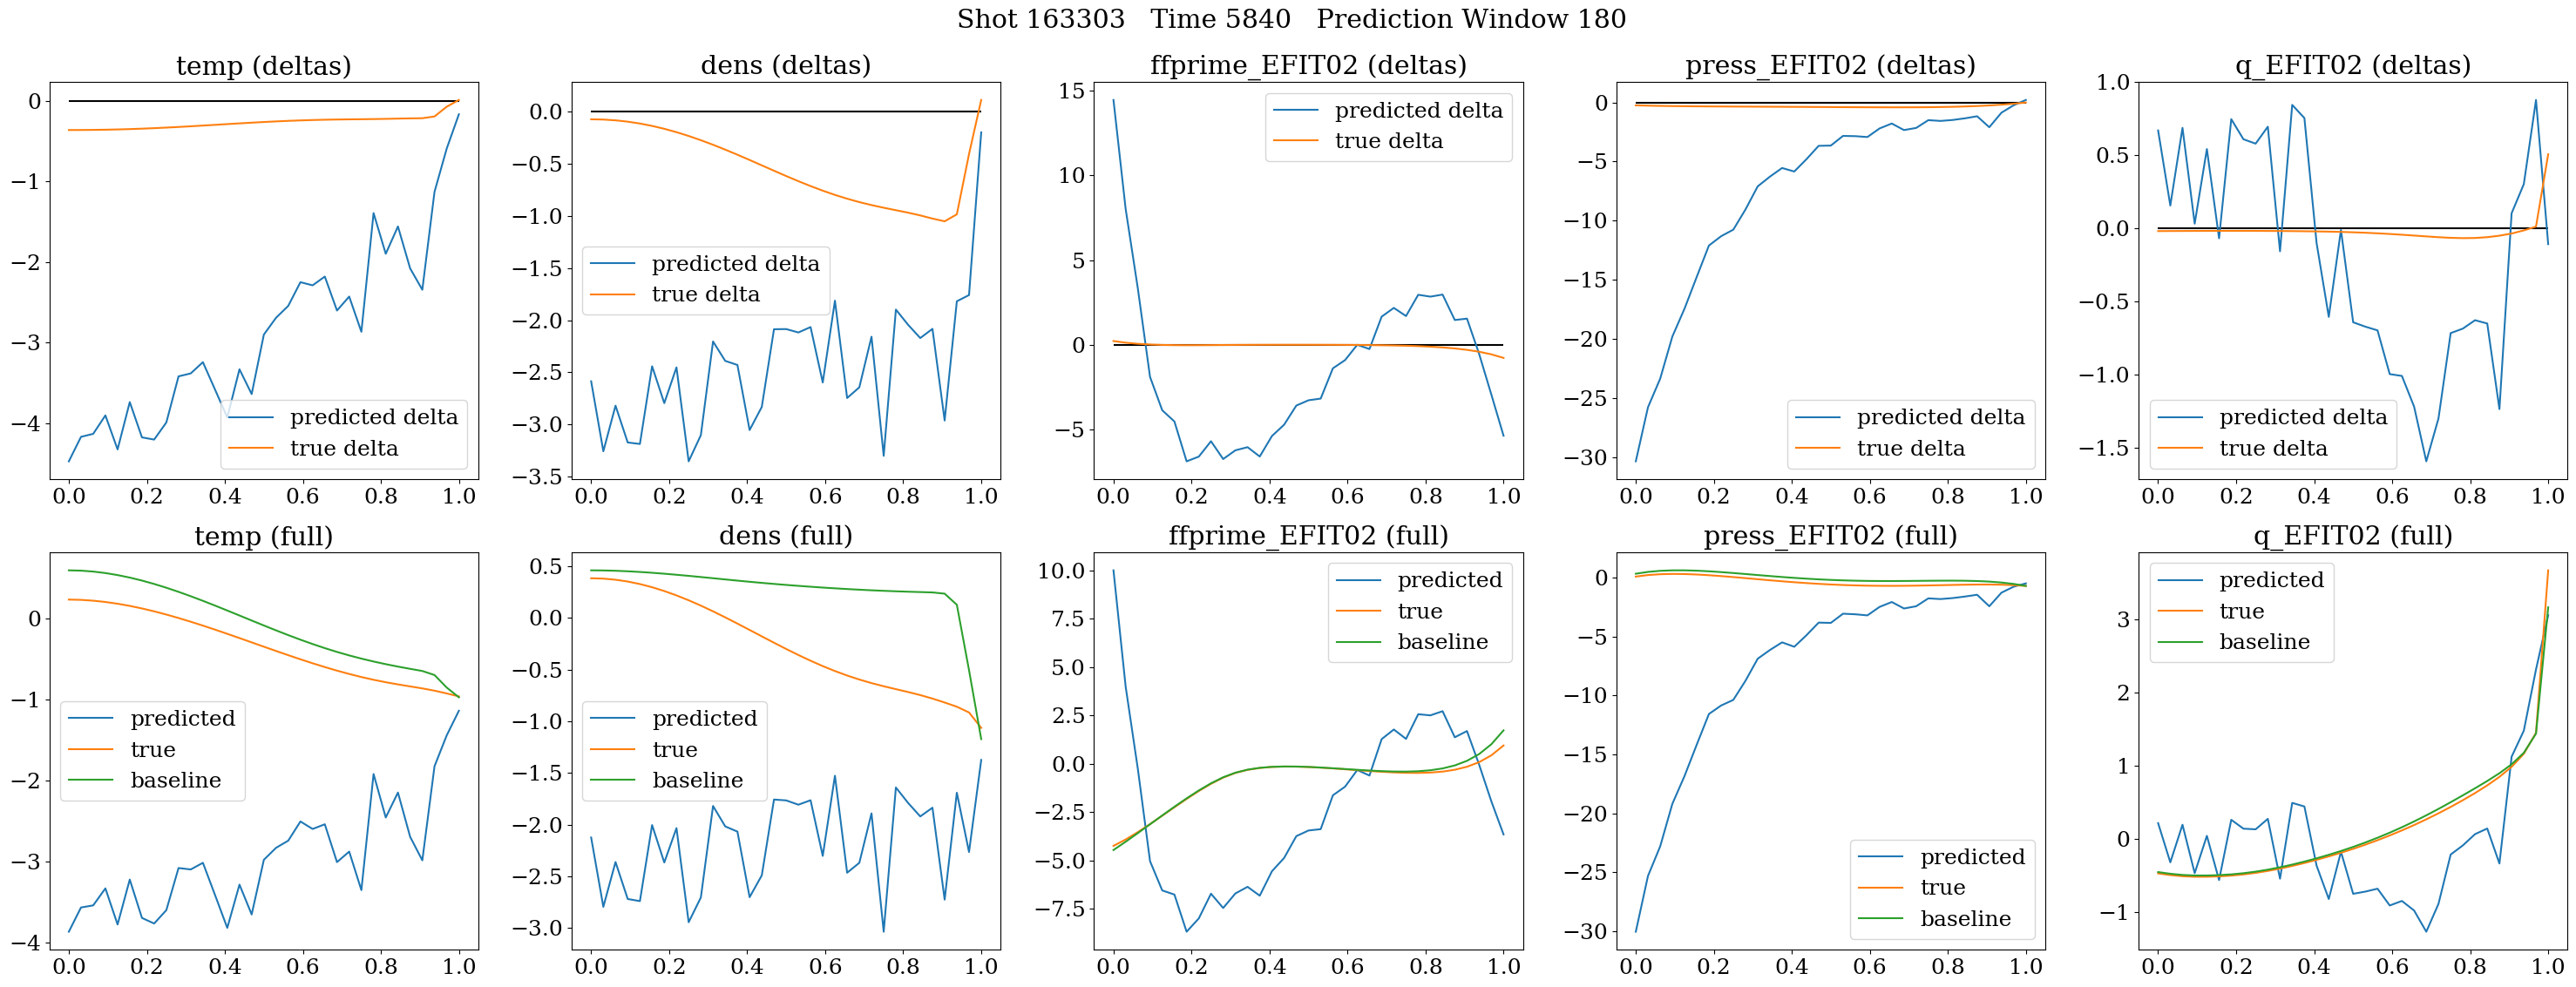 Shot 163303   Time 5840   Prediction Window 180
temp (deltas)
0
−1
−2
−3
−4
0.0 0.2 0.4 0.6 0.8 1.0
predicted delta
true delta
dens (deltas)
0.0
−0.5
−1.0
−1.5
−2.0
−2.5
−3.0
−3.5
0.0 0.2 0.4 0.6 0.8 1.0
predicted delta
true delta
ffprime_EFIT02 (deltas)
15
10
5
0
−5
0.0 0.2 0.4 0.6 0.8 1.0
predicted delta
true delta
press_EFIT02 (deltas)
0
−5
−10
−15
−20
−25
−30
0.0 0.2 0.4 0.6 0.8 1.0
predicted delta
true delta
q_EFIT02 (deltas)
1.0
0.5
0.0
−0.5
−1.0
−1.5
0.0 0.2 0.4 0.6 0.8 1.0
predicted delta
true delta
temp (full)
0
−1
−2
−3
−4
0.0 0.2 0.4 0.6 0.8 1.0
predicted
true
baseline
dens (full)
0.5
0.0
−0.5
−1.0
−1.5
−2.0
−2.5
−3.0
0.0 0.2 0.4 0.6 0.8 1.0
predicted
true
baseline
ffprime_EFIT02 (full)
10.0
7.5
5.0
2.5
0.0
−2.5
−5.0
−7.5
0.0 0.2 0.4 0.6 0.8 1.0
predicted
true
baseline
press_EFIT02 (full)
0
−5
−10
−15
−20
−25
−30
0.0 0.2 0.4 0.6 0.8 1.0
predicted
true
baseline
q_EFIT02 (full)
3
2
1
0
−1
0.0 0.2 0.4 0.6 0.8 1.0
predicted
true
baseline